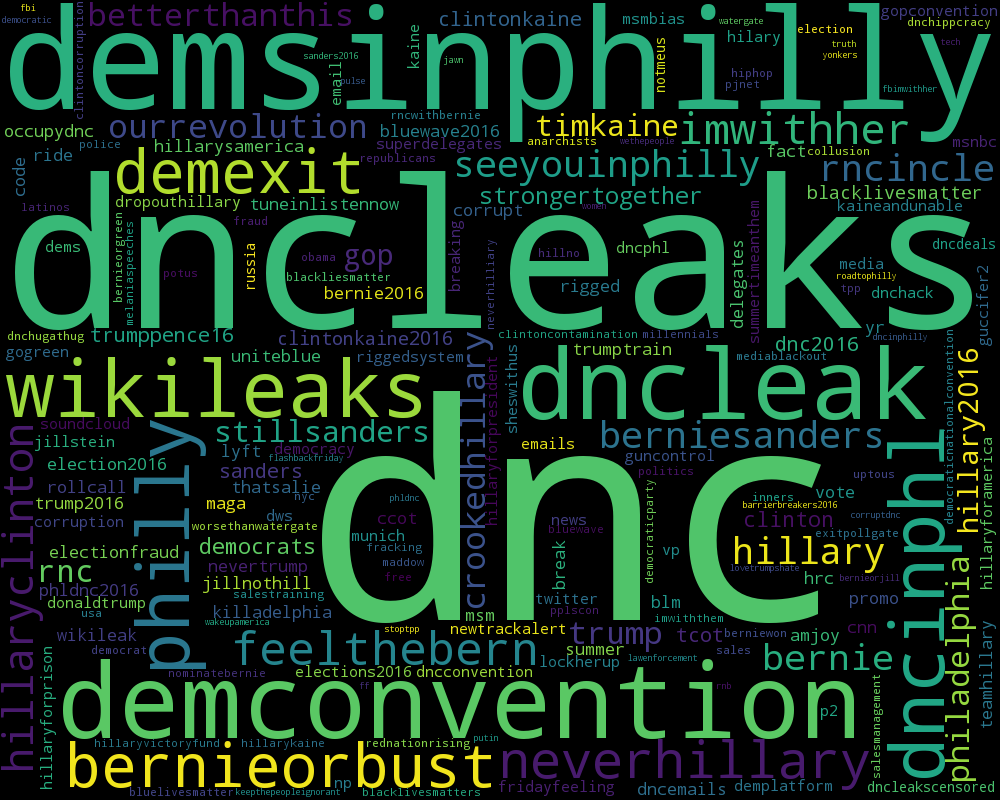 fbi
democratic
betterthanthis
clintonkaine
msmbias
watergate
election
gopconvention
dnchippcracy
demsinphilly
clintoncorruption
sanders2016
email
pulse
kaine
jawn
notmeus
hilary
hiphop
pjnet
truth
yonkers
tech
fbimwithher
occupydnc
ourrevolution
rncwithbernie
bluewave2016
timkaine
anarchists
wethepeople
imwithher
fact
collusion
msnbc
code
ride
police
hillarysamerica
superdelegates
republicans
demexit
seeyouinphilly
rncincle
strongertogether
blacklivesmatter
latinos
dropouthillary
tuneinlistennow
corrupt
women
kaineandunable
dncleaks
dems
bernieorgreen
melaniaspeeches
fraud
russia
obama
gop
breaking
neverhilliary
hillno
dncphl
delegates
summertimeanthem
media
dncdeals
potus
blackliesmatter
bernie2016
rigged
roadtophilly
tpp
dnchack
guccifer2
dnchugathug
trumppence16
clintonkaine2016
clintoncontamination
millennials
dnc2016
yr
dncinphilly
gogreen
uniteblue
riggedsystem
crookedhillary
hillaryforpresident
sheswithus
trumptrain
mediablackout
democraticnationalconvention
hillary2016
wikileaks
dncleak
soundcloud
jillstein
stillsanders
emails
berniesanders
hillaryclinton
philly
lyft
democracy
flashbackfriday
guncontrol
dncinphl
hillaryforamerica
election2016
sanders
politics
uptous
rollcall
thatsalie
nyc
phldnc
dnc
inners
vote
trump2016
maga
barrierbreakers2016
corruption
dws
ccot
news
democraticparty
clinton
corruptdnc
worsethanwatergate
munich
bluewave
exitpollgate
electionfraud
democrats
fracking
break
vp
hillary
rnc
nevertrump
maddow
lovetrumpshate
phldnc2016
jillnothill
free
hrc
bernieorjill
philadelphia
donaldtrump
salestraining
twitter
blm
promo
usa
killadelphia
pplscon
msm
imwiththem
wakeupamerica
stoptpp
newtrackalert
trump
tcot
berniewon
amjoy
cnn
wikileak
teamhillary
democrat
feelthebern
summer
sales
hillaryforprison
lockherup
lawenforcement
bernie
nominatebernie
elections2016
dncconvention
ff
rnb
demconvention
p2
salesmanagement
hillaryvictoryfund
hillarykaine
rednationrising
putin
bernieorbust
neverhillary
bluelivesmatter
keepthepeopleignorant
np
blacklivesmatters
fridayfeeling
dncemails
demplatform
dncleakscensored